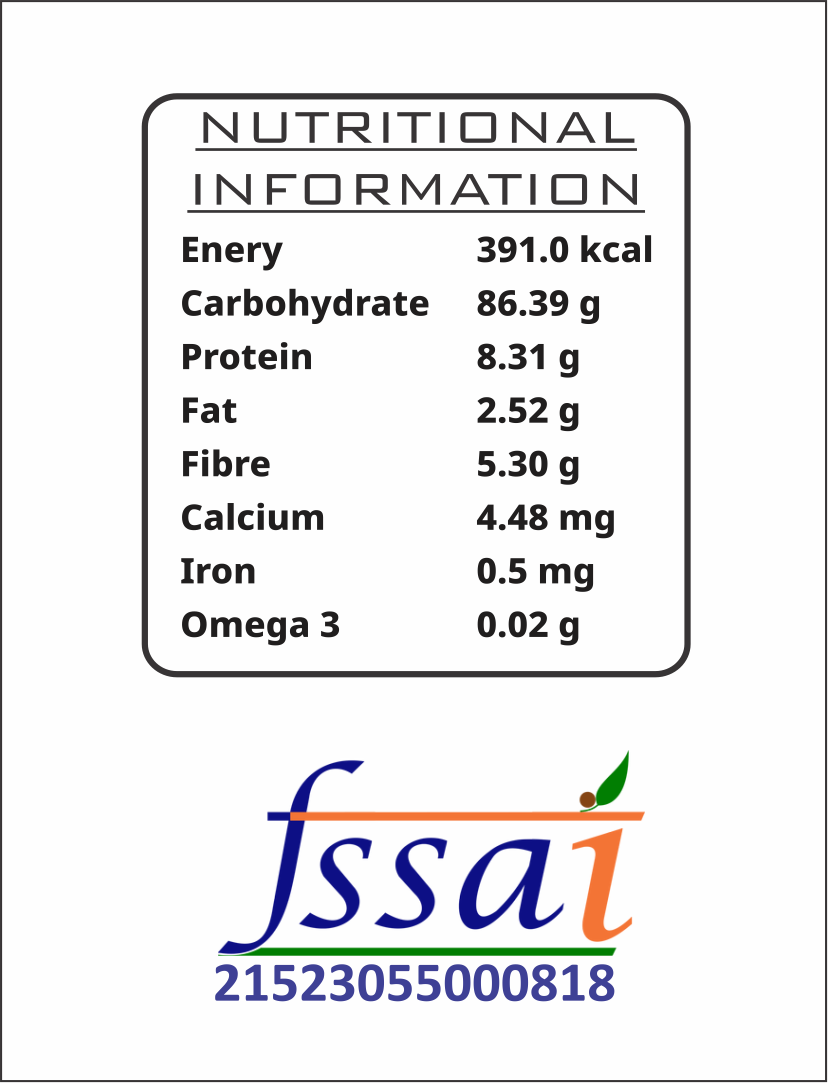 NUTRITIONAL
INFORMATION
Enery 391.0 kcal
Carbohydrate 86.39 g
Protein 8.31 g
Fat 2.52 g
Fibre 5.30 g
Calcium 4.48 mg
Iron 0.5 mg
Omega 3 0.02 g
fssai
21523055000818